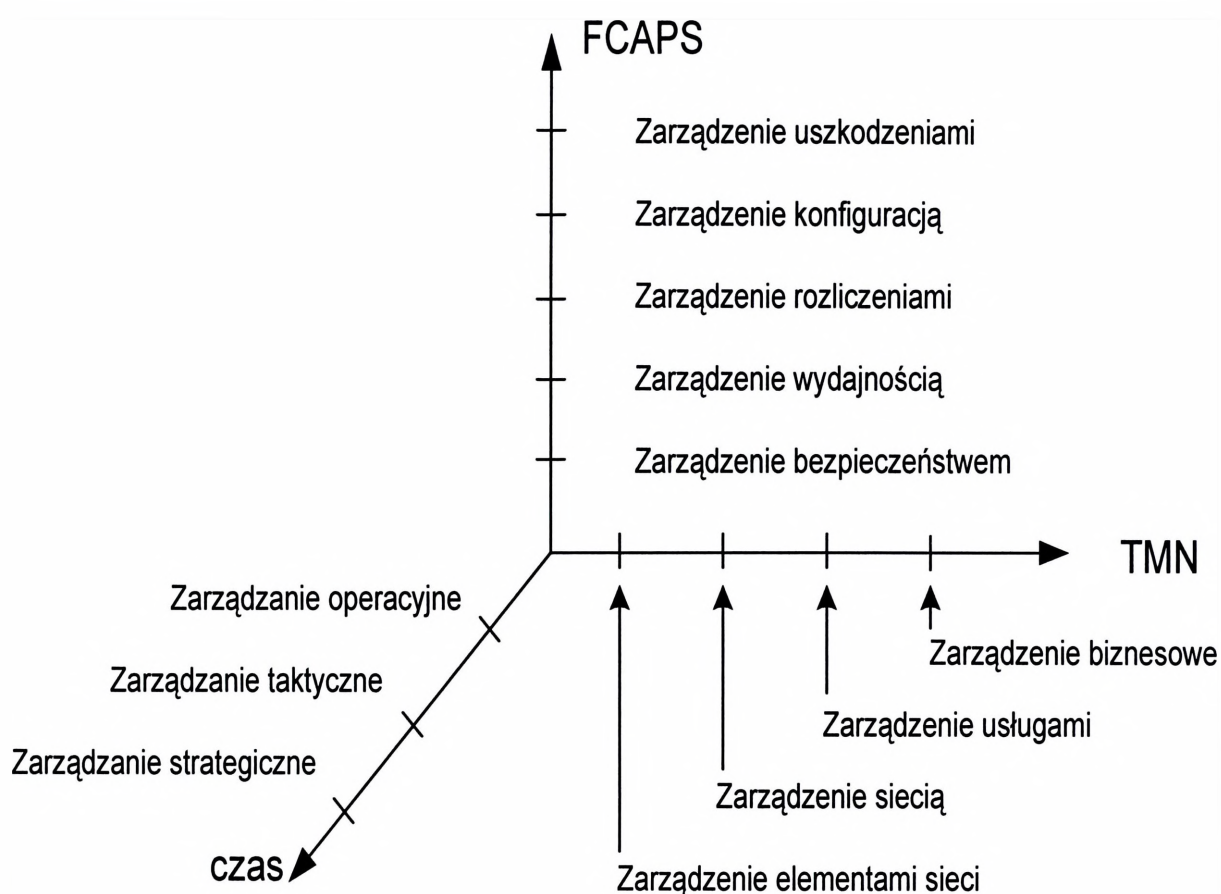 FCAPS
Zarządzenie uszkodzeniami
Zarządzenie konfiguracją
Zarządzenie rozliczeniami
Zarządzenie wydajnością
Zarządzenie bezpieczeństwem
TMN
Zarządzanie operacyjne
Zarządzenie biznesowe
Zarządzanie taktyczne
Zarządzenie usługami
Zarządzanie strategiczne
Zarządzenie siecią
czas
Zarządzenie elementami sieci